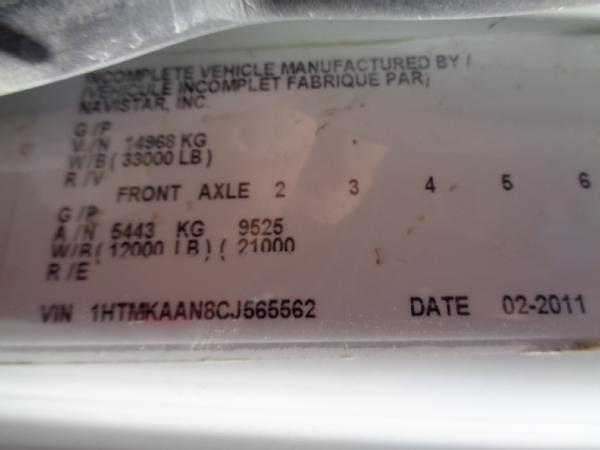 INCOMPLETE VEHICLE MANUFACTURED BY /
(VEHICULE INCOMPLET FABRIQUE PAR)
NAVISTAR, INC.
G /P
V /N 14968 KG
W/B ( 33000 LB)
R /V
FRONT AXLE 2 3 4 5 6
G /P
A /N 5443 KG 9525
W/B ( 12000 LB) ( 21000
R /E
VIN 1HTMKAAN8CJ565562 DATE 02-2011